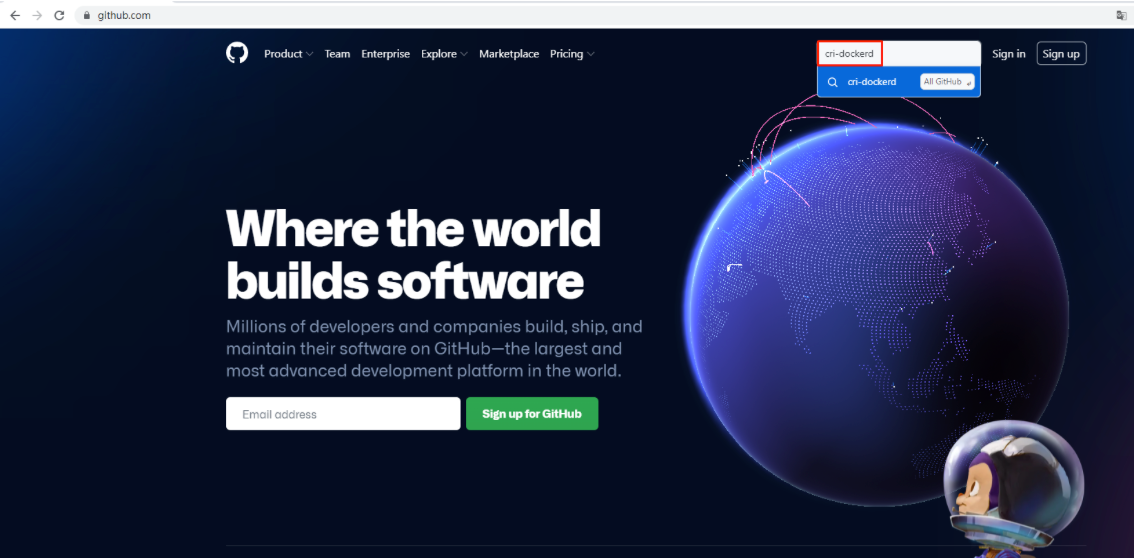 github.com
Product Team Enterprise Explore Marketplace Pricing cri-dockerd Sign in Sign up
cri-dockerd All GitHub
Where the world
builds software
Millions of developers and companies build, ship, and
maintain their software on GitHub—the largest and
most advanced development platform in the world.
Email address Sign up for GitHub